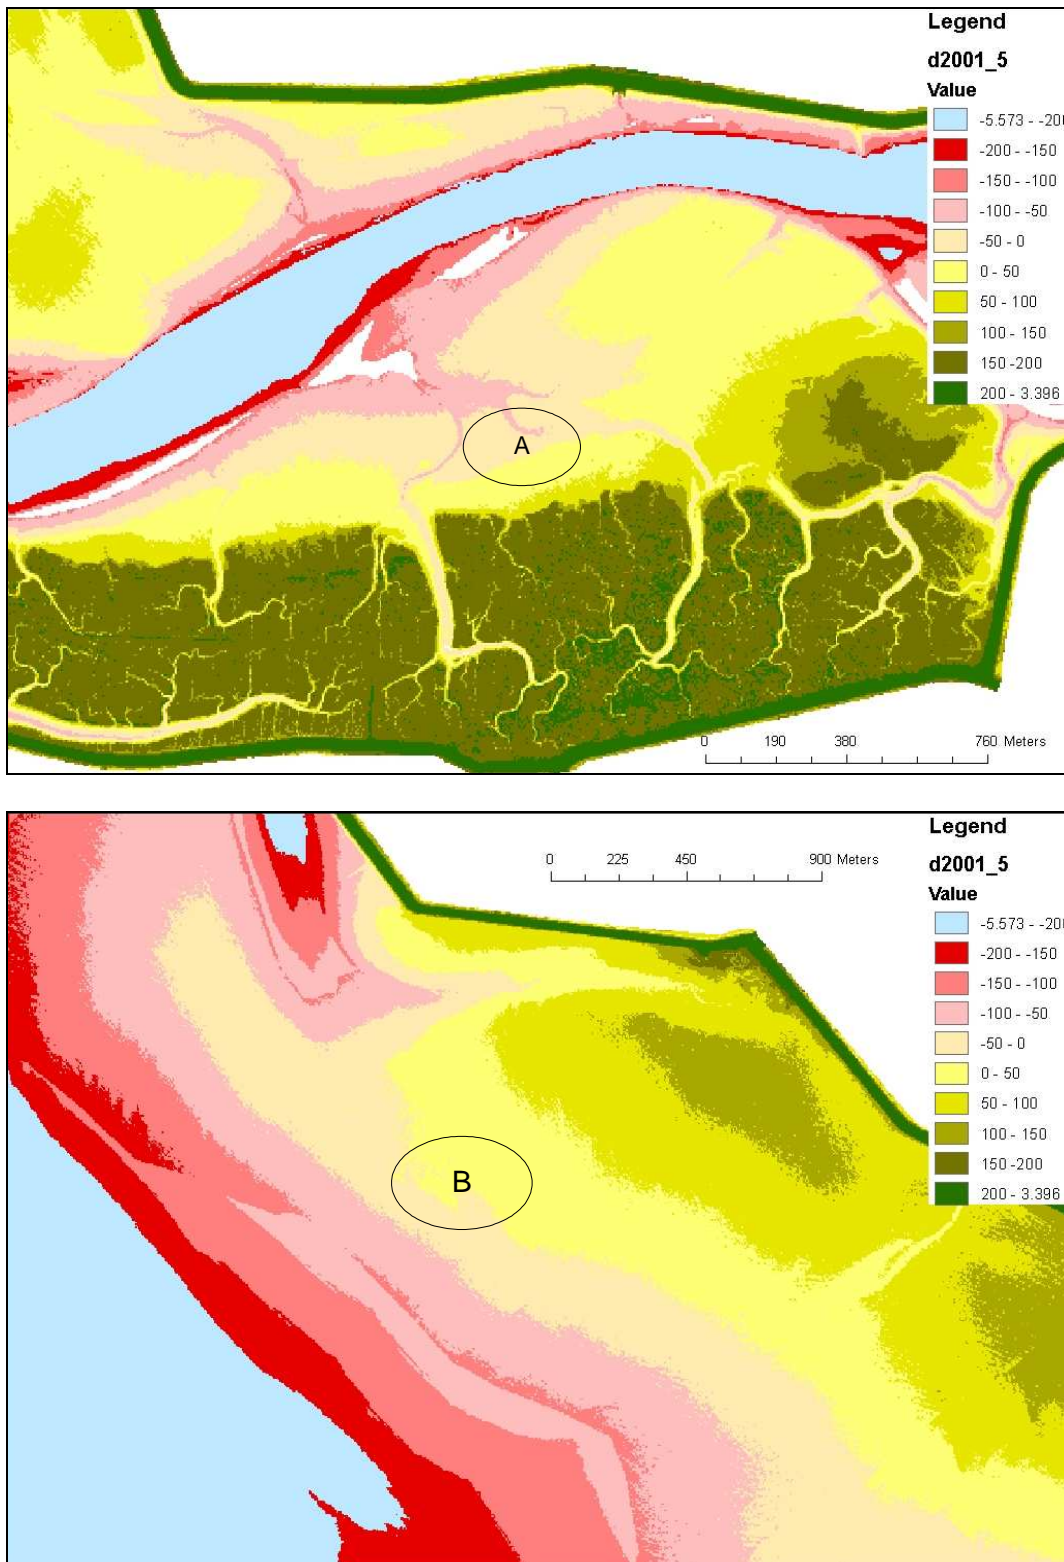 Legend
d2001_5
Value
-5.573 - -200
-200 - -150
-150 - -100
-100 - -50
-50 - 0
0 - 50
50 - 100
100 - 150
150 -200
200 - 3.396
A
0 190 380 760 Meters
Legend
0 225 450 900 Meters
d2001_5
Value
-5.573 - -200
-200 - -150
-150 - -100
-100 - -50
-50 - 0
0 - 50
50 - 100
100 - 150
150 -200
200 - 3.396
B